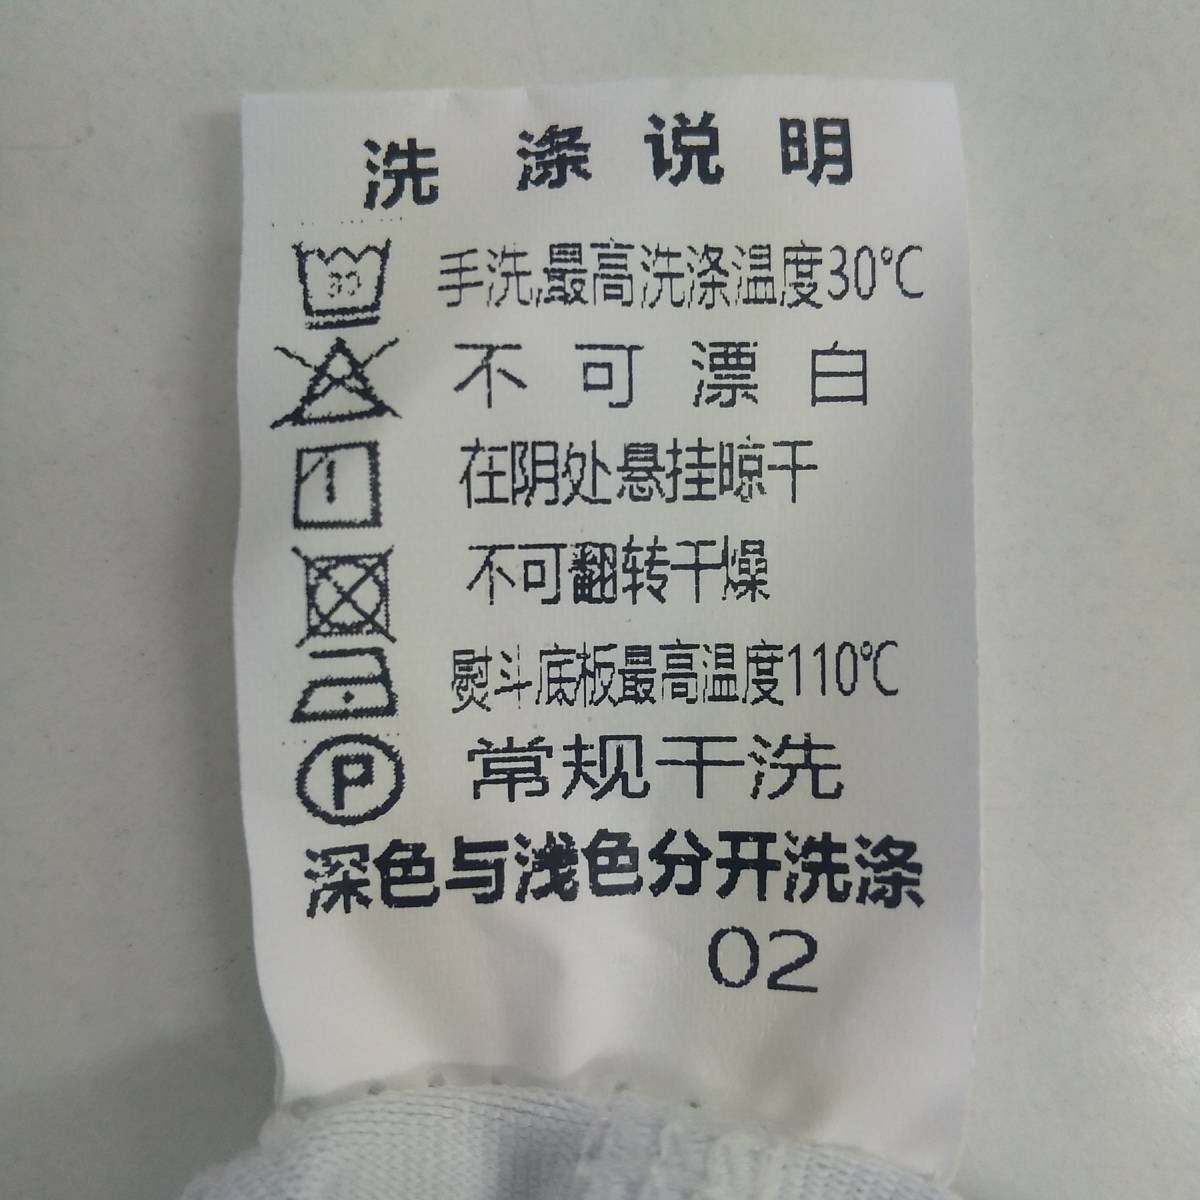 洗涤说明
30 手洗,最高洗涤温度30℃
不可漂白
在阴处悬挂晾干
不可翻转干燥
熨斗底板最高温度110℃
P 常规干洗
深色与浅色分开洗涤
02